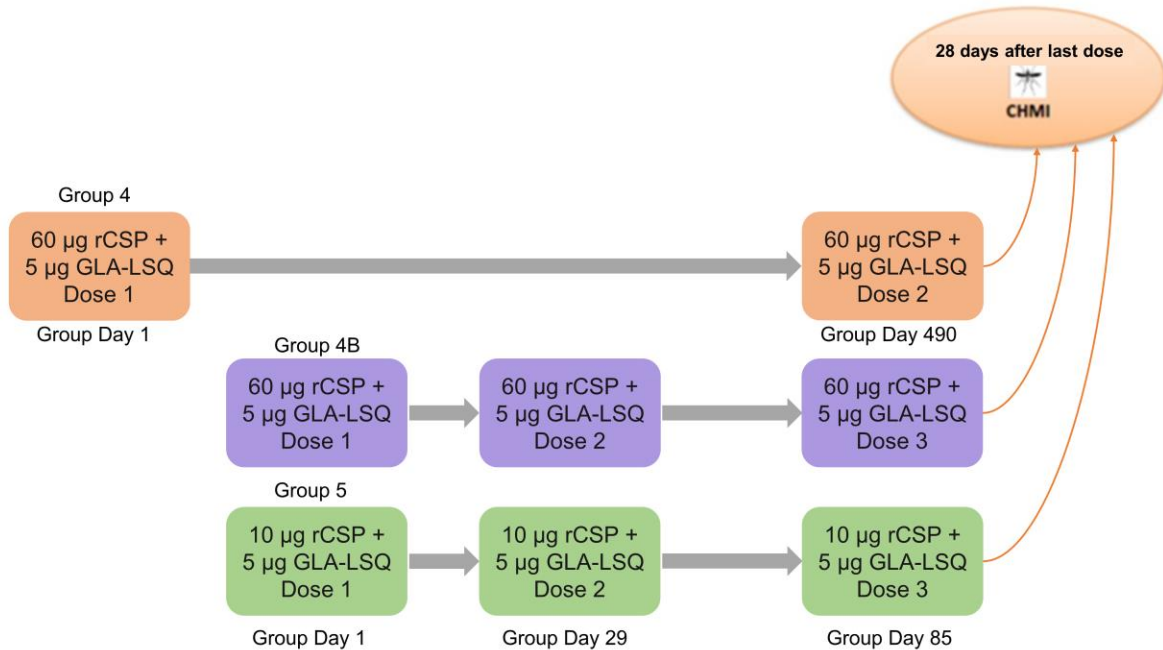 28 days after last dose
CHMI
Group 4
60 µg rCSP +
5 µg GLA-LSQ
Dose 1
60 µg rCSP +
5 µg GLA-LSQ
Dose 2
Group Day 1
Group Day 490
Group 4B
60 µg rCSP +
5 µg GLA-LSQ
Dose 1
60 µg rCSP +
5 µg GLA-LSQ
Dose 2
60 µg rCSP +
5 µg GLA-LSQ
Dose 3
Group 5
10 µg rCSP +
5 µg GLA-LSQ
Dose 1
10 µg rCSP +
5 µg GLA-LSQ
Dose 2
10 µg rCSP +
5 µg GLA-LSQ
Dose 3
Group Day 1
Group Day 29
Group Day 85